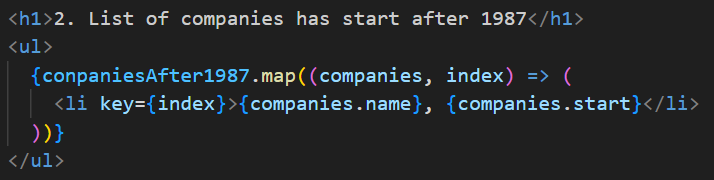 <h1>2. List of companies has start after 1987</h1>
<ul>
{conpaniesAfter1987.map((companies, index) => (
<li key={index}>{companies.name}, {companies.start}</li>
))}
</ul>